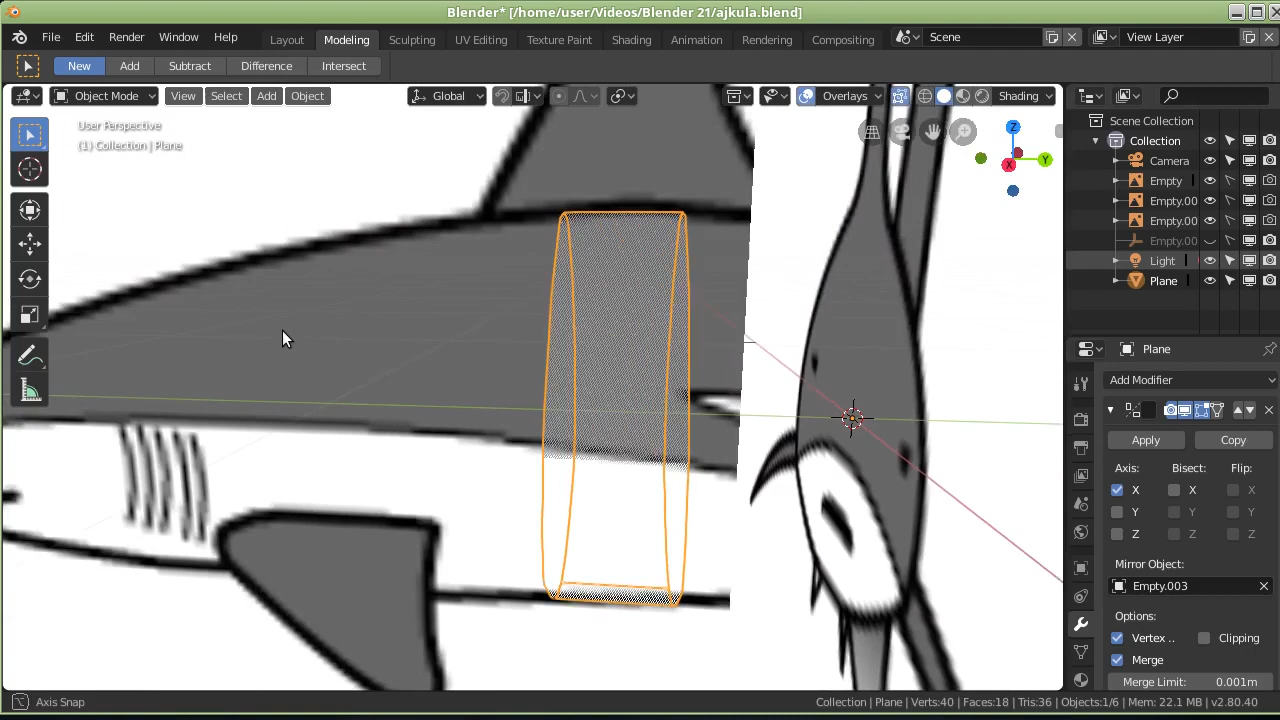 Blender* [/home/user/Videos/Blender 21/ajkula.blend]
File Edit Render Window Help Layout Modeling Sculpting UV Editing Texture Paint Shading Animation Rendering Compositing Scene View Layer
New Add Subtract Difference Intersect
Object Mode View Select Add Object Global Overlays Shading
User Perspective
(1) Collection | Plane
Z
Y
X
Scene Collection
Collection
Camera
Empty
Empty.00
Empty.00
Empty.00
Light
Plane
Plane
Add Modifier
Apply Copy
Axis: Bisect: Flip:
X X X
Y Y Y
Z Z Z
Mirror Object:
Empty.003
Options:
Vertex .. Clipping
Merge
Merge Limit: 0.001m
Axis Snap
Collection | Plane | Verts:40 | Faces:18 | Tris:36 | Objects:1/6 | Mem: 22.1 MB | v2.80.40